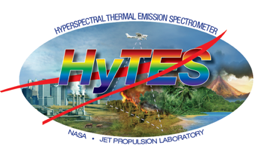 HYPERSPECTRAL THERMAL EMISSION SPECTROMETER
HyTES
NASA • JET PROPULSION LABORATORY